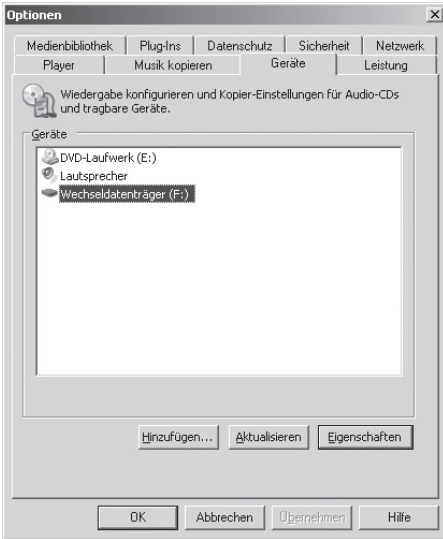 Optionen
Medienbibliothek Plug-Ins Datenschutz Sicherheit Netzwerk
Player Musik kopieren Geräte Leistung
Wiedergabe konfigurieren und Kopier-Einstellungen für Audio-CDs
und tragbare Geräte.
Geräte
DVD-Laufwerk (E:)
Lautsprecher
Wechseldatenträger (F:)
Hinzufügen... Aktualisieren Eigenschaften
OK Abbrechen Übernehmen Hilfe